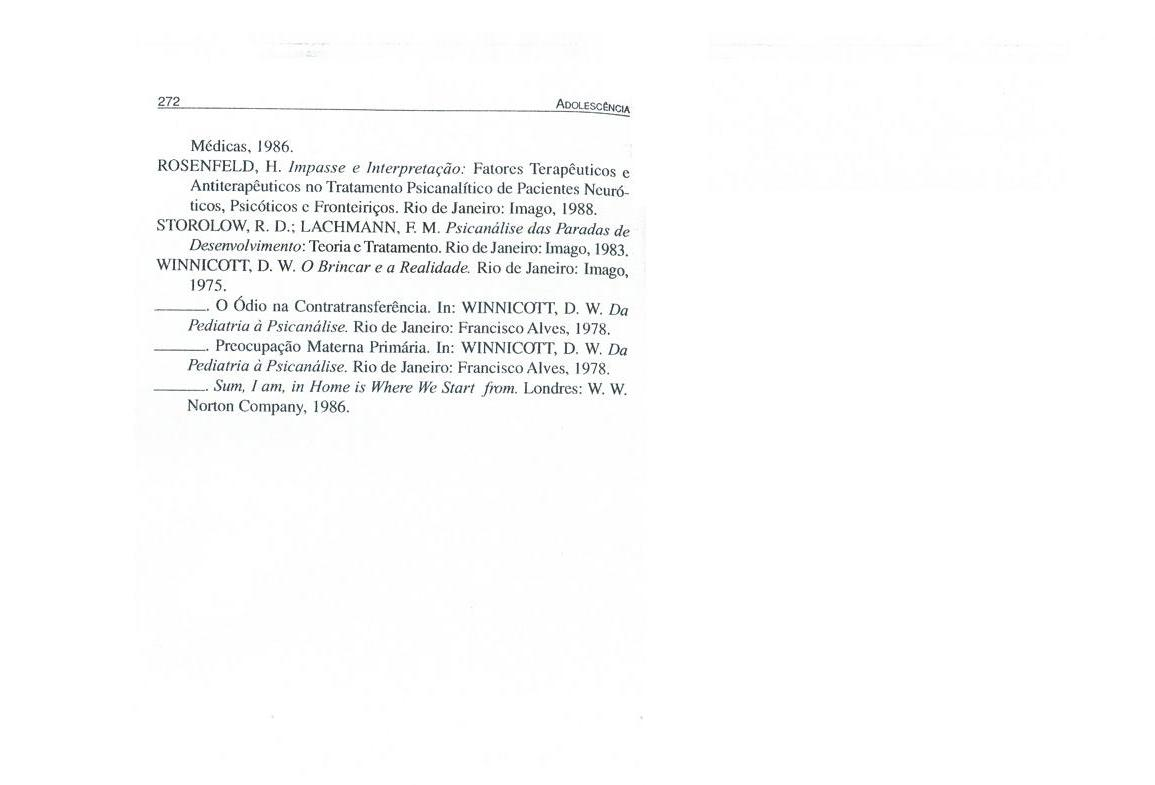 272 ADOLESCÊNCIA
Médicas, 1986.
ROSENFELD, H. Impasse e Interpretação: Fatores Terapêuticos e
Antiterapêuticos no Tratamento Psicanalítico de Pacientes Neuró-
ticos, Psicóticos e Fronteiriços. Rio de Janeiro: Imago, 1988.
STOROLOW, R. D.; LACHMANN, F. M. Psicanálise das Paradas de
Desenvolvimento: Teoria e Tratamento. Rio de Janeiro: Imago, 1983.
WINNICOTT, D. W. O Brincar e a Realidade. Rio de Janeiro: Imago,
1975.
______. O Ódio na Contratransferência. In: WINNICOTT, D. W. Da
Pediatria à Psicanálise. Rio de Janeiro: Francisco Alves, 1978.
______. Preocupação Materna Primária. In: WINNICOTT, D. W. Da
Pediatria à Psicanálise. Rio de Janeiro: Francisco Alves, 1978.
______. Sum, I am, in Home is Where We Start from. Londres: W. W.
Norton Company, 1986.